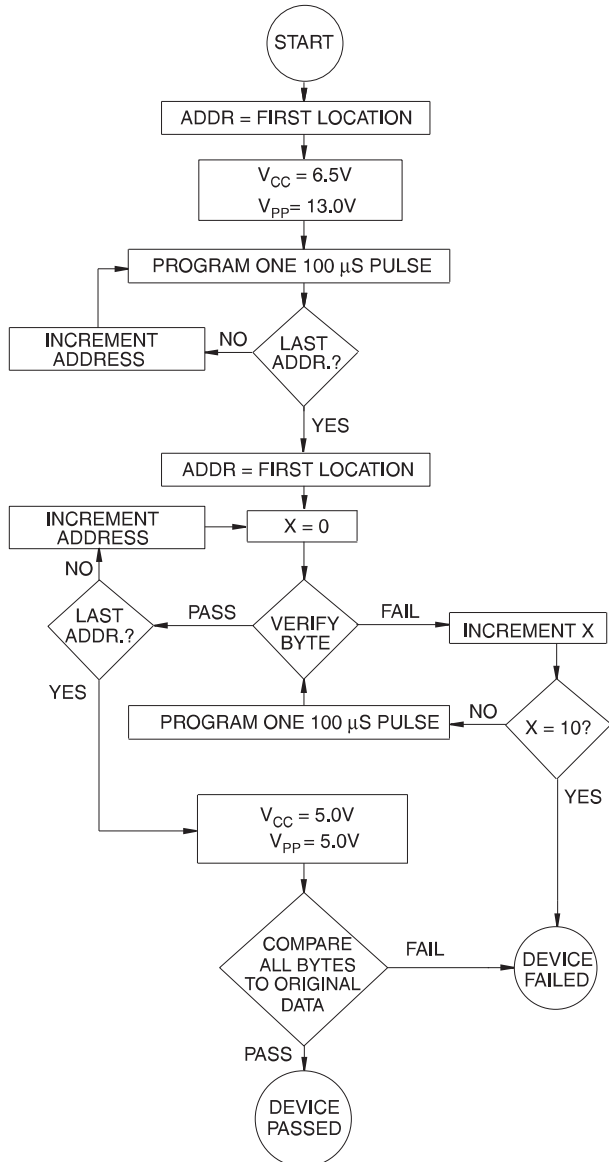 START
ADDR = FIRST LOCATION
VCC = 6.5V
VPP= 13.0V
PROGRAM ONE 100 μS PULSE
INCREMENT
ADDRESS
NO
LAST
ADDR.?
YES
ADDR = FIRST LOCATION
INCREMENT
ADDRESS
X = 0
NO
LAST
ADDR.?
PASS
VERIFY
BYTE
FAIL
INCREMENT X
YES
PROGRAM ONE 100 μS PULSE
NO
X = 10?
YES
VCC = 5.0V
VPP = 5.0V
COMPARE
ALL BYTES
TO ORIGINAL
DATA
FAIL
DEVICE
FAILED
PASS
DEVICE
PASSED